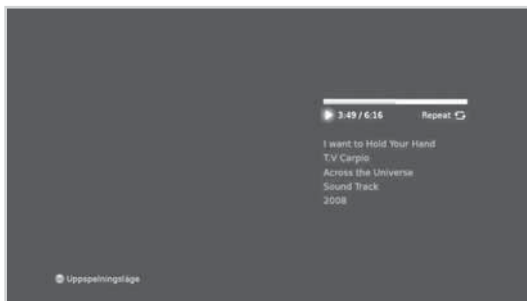 3:49 / 6:16 Repeat
I want to Hold Your Hand
T.V Carpio
Across the Universe
Sound Track
2008
Uppspelningsläge